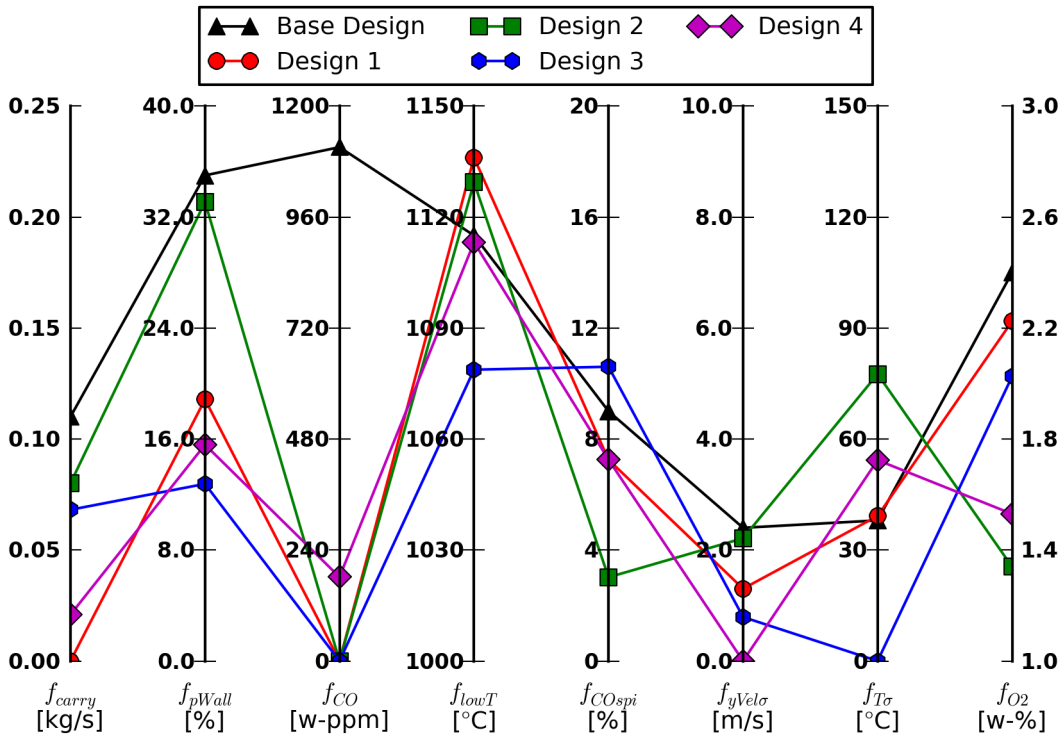 Base Design Design 2 Design 4
Design 1 Design 3
0.25 40.0 1200 1150 20 10.0 150 3.0
0.20 32.0 960 1120 16 8.0 120 2.6
0.15 24.0 720 1090 12 6.0 90 2.2
0.10 16.0 480 1060 8 4.0 60 1.8
0.05 8.0 240 1030 4 2.0 30 1.4
0.00 0.0 0 1000 0 0.0 0 1.0
f_carry f_pWall f_CO f_lowT f_COspi f_yVelσ f_Tσ f_O2
[kg/s] [%] [w-ppm] [°C] [%] [m/s] [°C] [w-%]